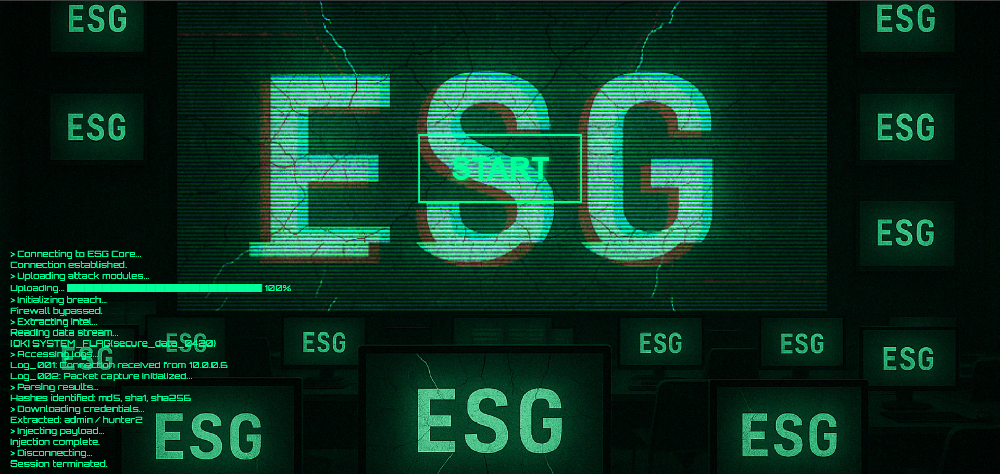 ESG
ESG
ESG
ESG
ESG
START
ESG
> Connecting to ESG Core...
Connection established.
> Uploading attack modules...
Uploading... 100%
> Initializing breach...
Firewall bypassed.
> Extracting intel...
Reading data stream...
[OK] SYSTEM_FLAG{secure_data_0420}
> Accessing logs...
Log_001: Connection received from 10.0.0.6
Log_002: Packet capture initialized...
> Parsing results...
Hashes identified: md5, sha1, sha256
> Downloading credentials...
Extracted: admin / hunter2
> Injecting payload...
Injection complete.
> Disconnecting...
Session terminated.
ESG
ESG
ESG
ESG
ESG
ESG
ESG
ESG
ESG